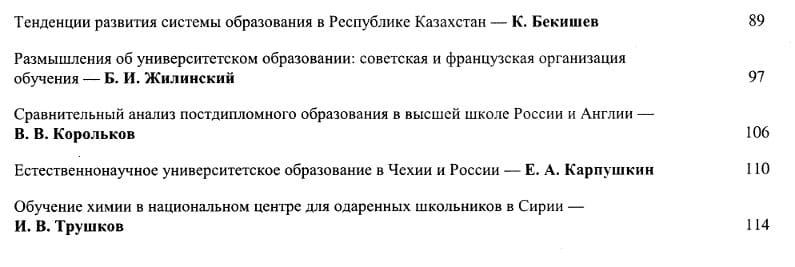 Тенденции развития системы образования в Республике Казахстан — К. Бекишев 89
Размышления об университетском образовании: советская и французская организация
обучения — Б. И. Жилинский 97
Сравнительный анализ постдипломного образования в высшей школе России и Англии —
В. В. Корольков 106
Естественнонаучное университетское образование в Чехии и России — Е. А. Карпушкин 110
Обучение химии в национальном центре для одаренных школьников в Сирии —
И. В. Трушков 114